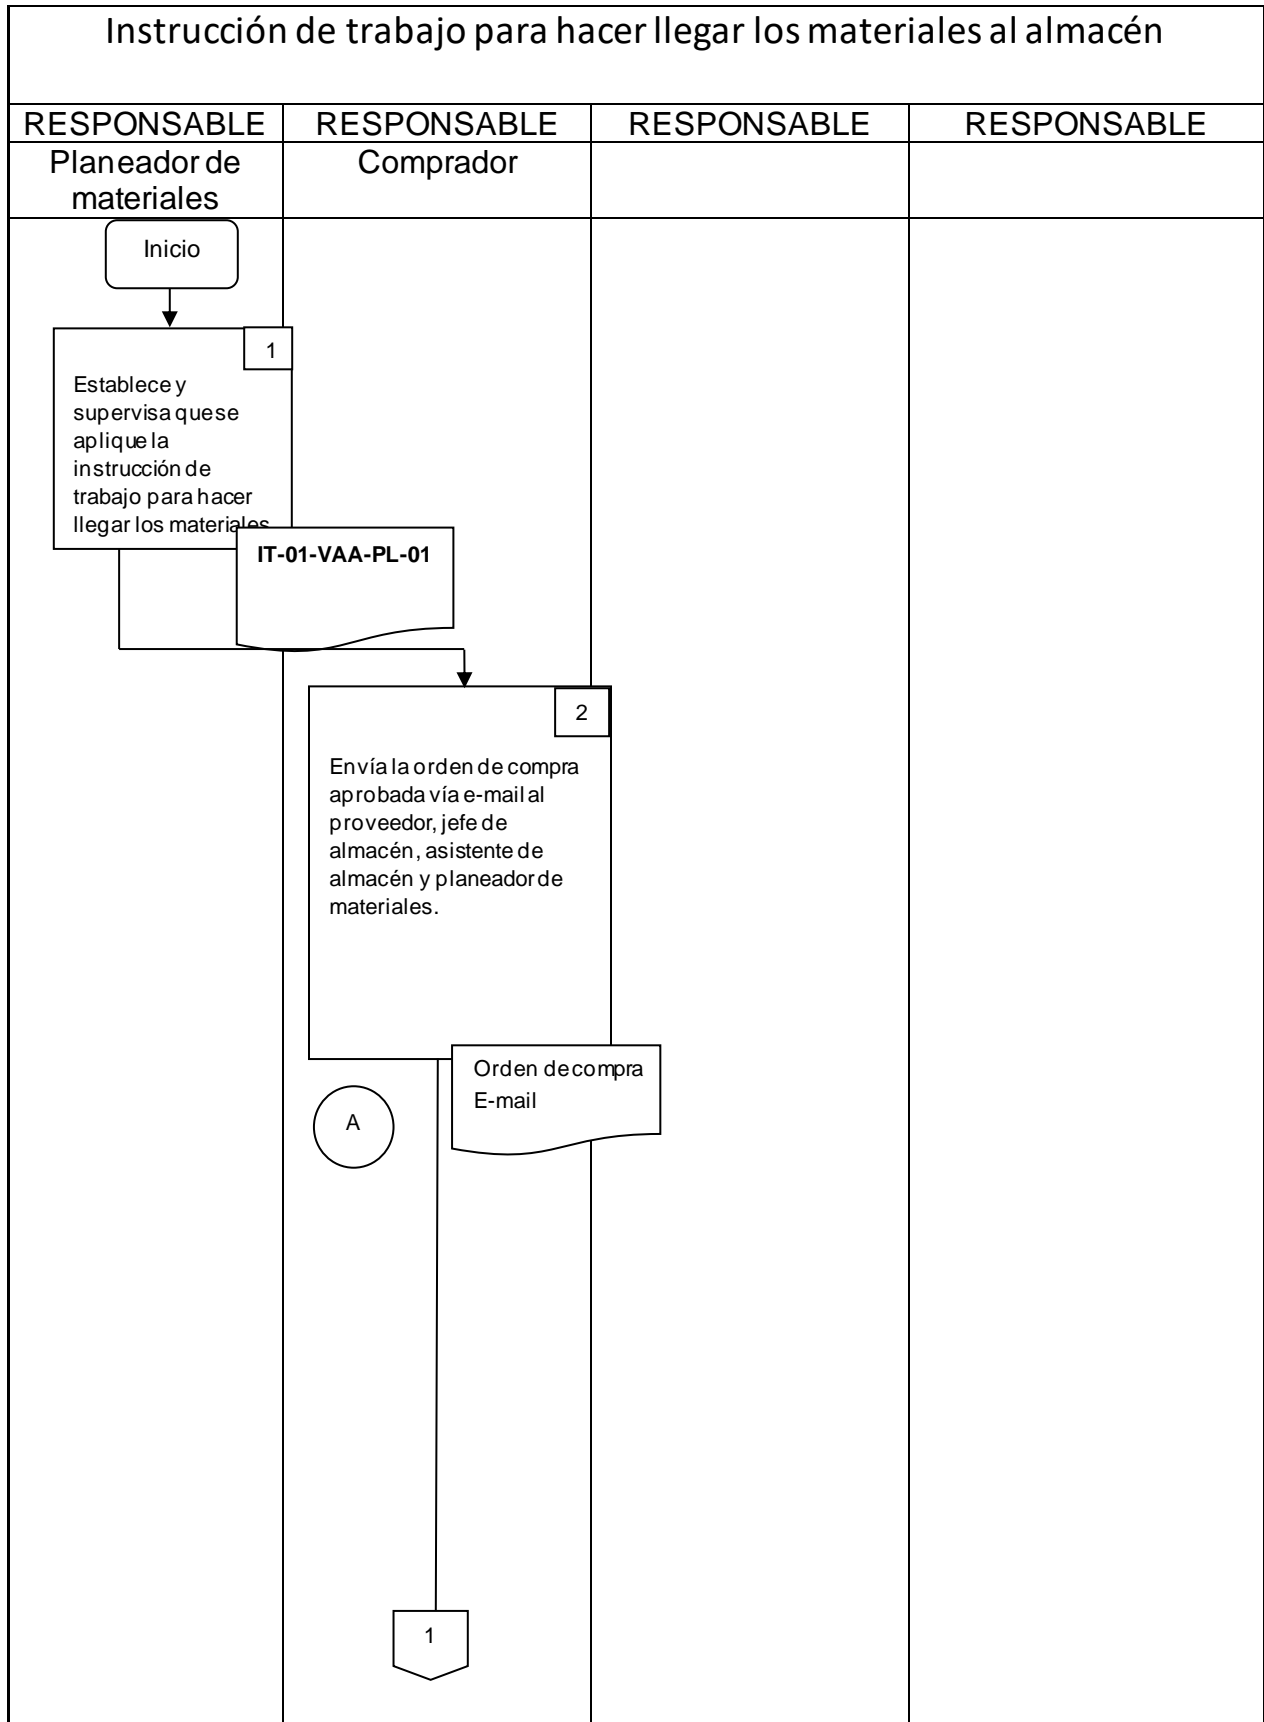 Instrucción de trabajo para hacer llegar los materiales al almacén
RESPONSABLE RESPONSABLE RESPONSABLE RESPONSABLE
Planeador de
materiales
Comprador
Inicio
1
Establece y
supervisa que se
aplique la
instrucción de
trabajo para hacer
llegar los materiales
IT-01-VAA-PL-01
2
Envía la orden de compra
aprobada vía e-mail al
proveedor, jefe de
almacén, asistente de
almacén y planeador de
materiales.
Orden de compra
E-mail
A
1